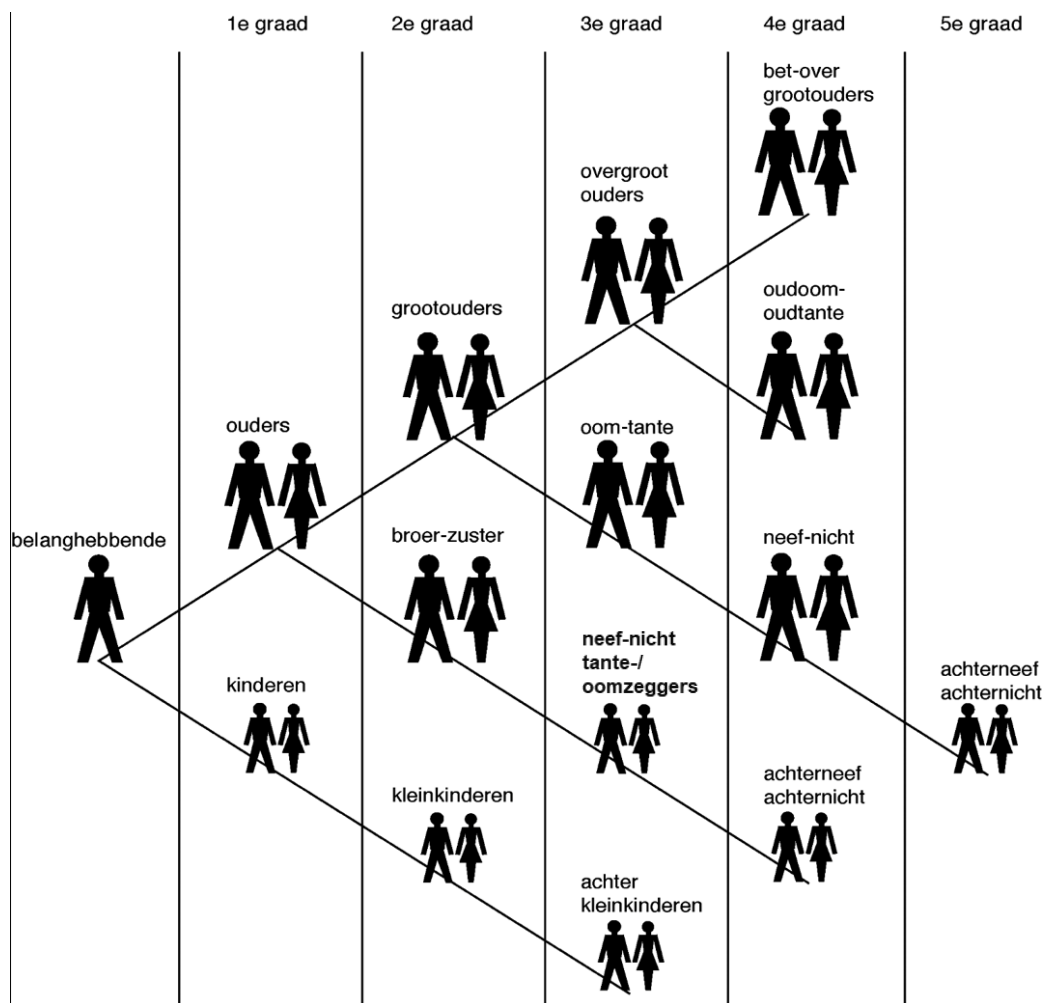 1e graad
2e graad
3e graad
4e graad
5e graad
bet-over
grootouders
overgroot
ouders
oudoom-
oudtante
grootouders
ouders
oom-tante
belanghebbende
broer-zuster
neef-nicht
neef-nicht
tante-/
oomzeggers
kinderen
achterneef
achternicht
kleinkinderen
achterneef
achternicht
achter
kleinkinderen